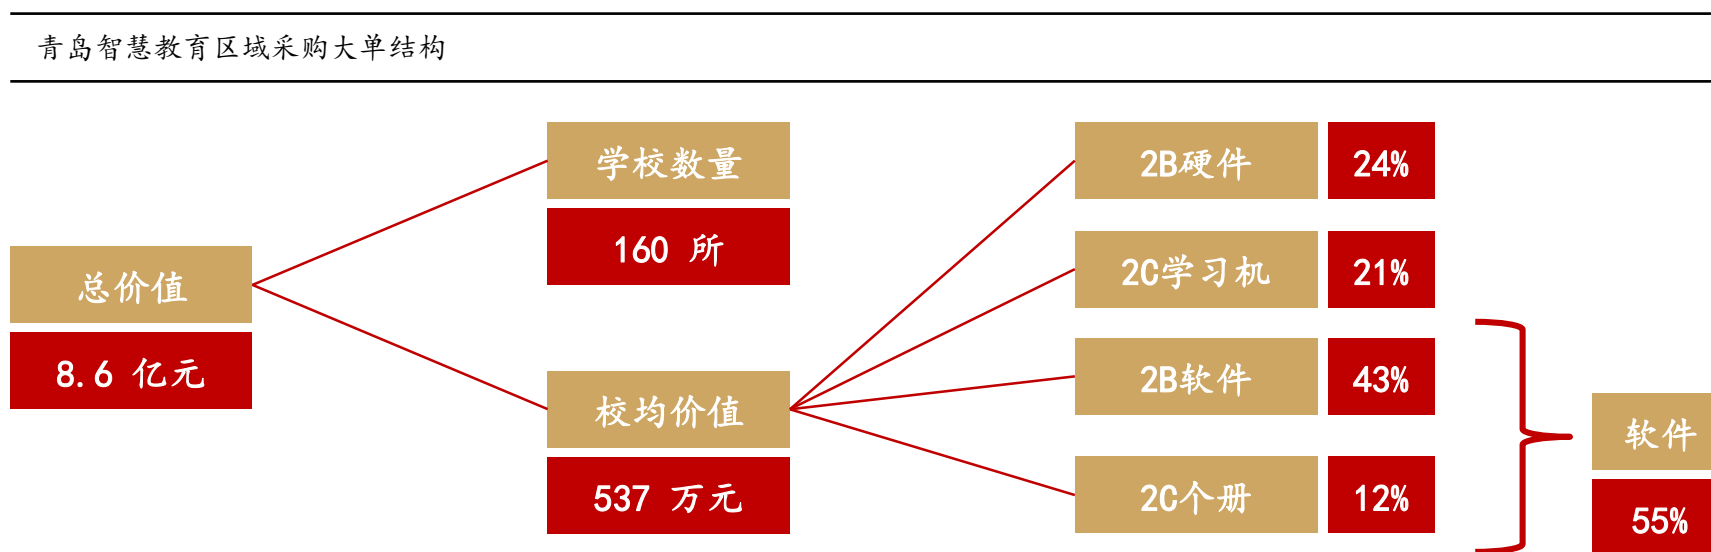 青岛智慧教育区域采购大单结构
总价值
8.6 亿元
学校数量
160 所
校均价值
537 万元
2B硬件
24%
2C学习机
21%
2B软件
43%
2C个册
12%
软件
55%